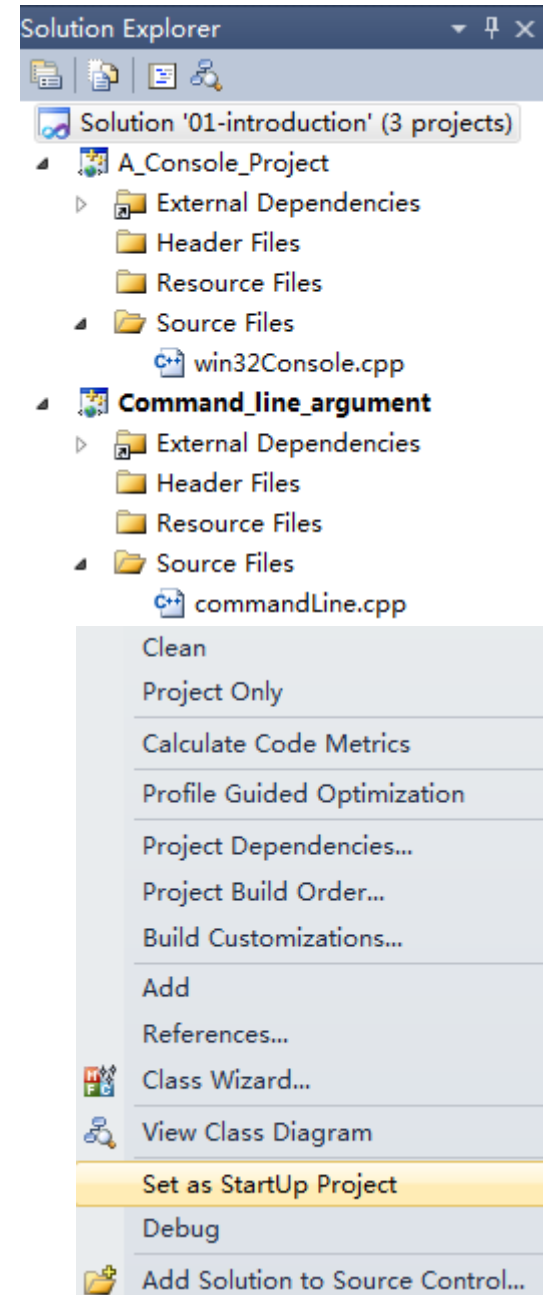 Solution Explorer
Solution '01-introduction' (3 projects)
A_Console_Project
External Dependencies
Header Files
Resource Files
Source Files
win32Console.cpp
Command_line_argument
External Dependencies
Header Files
Resource Files
Source Files
commandLine.cpp
Clean
Project Only
Calculate Code Metrics
Profile Guided Optimization
Project Dependencies...
Project Build Order...
Build Customizations...
Add
References...
Class Wizard...
View Class Diagram
Set as StartUp Project
Debug
Add Solution to Source Control...